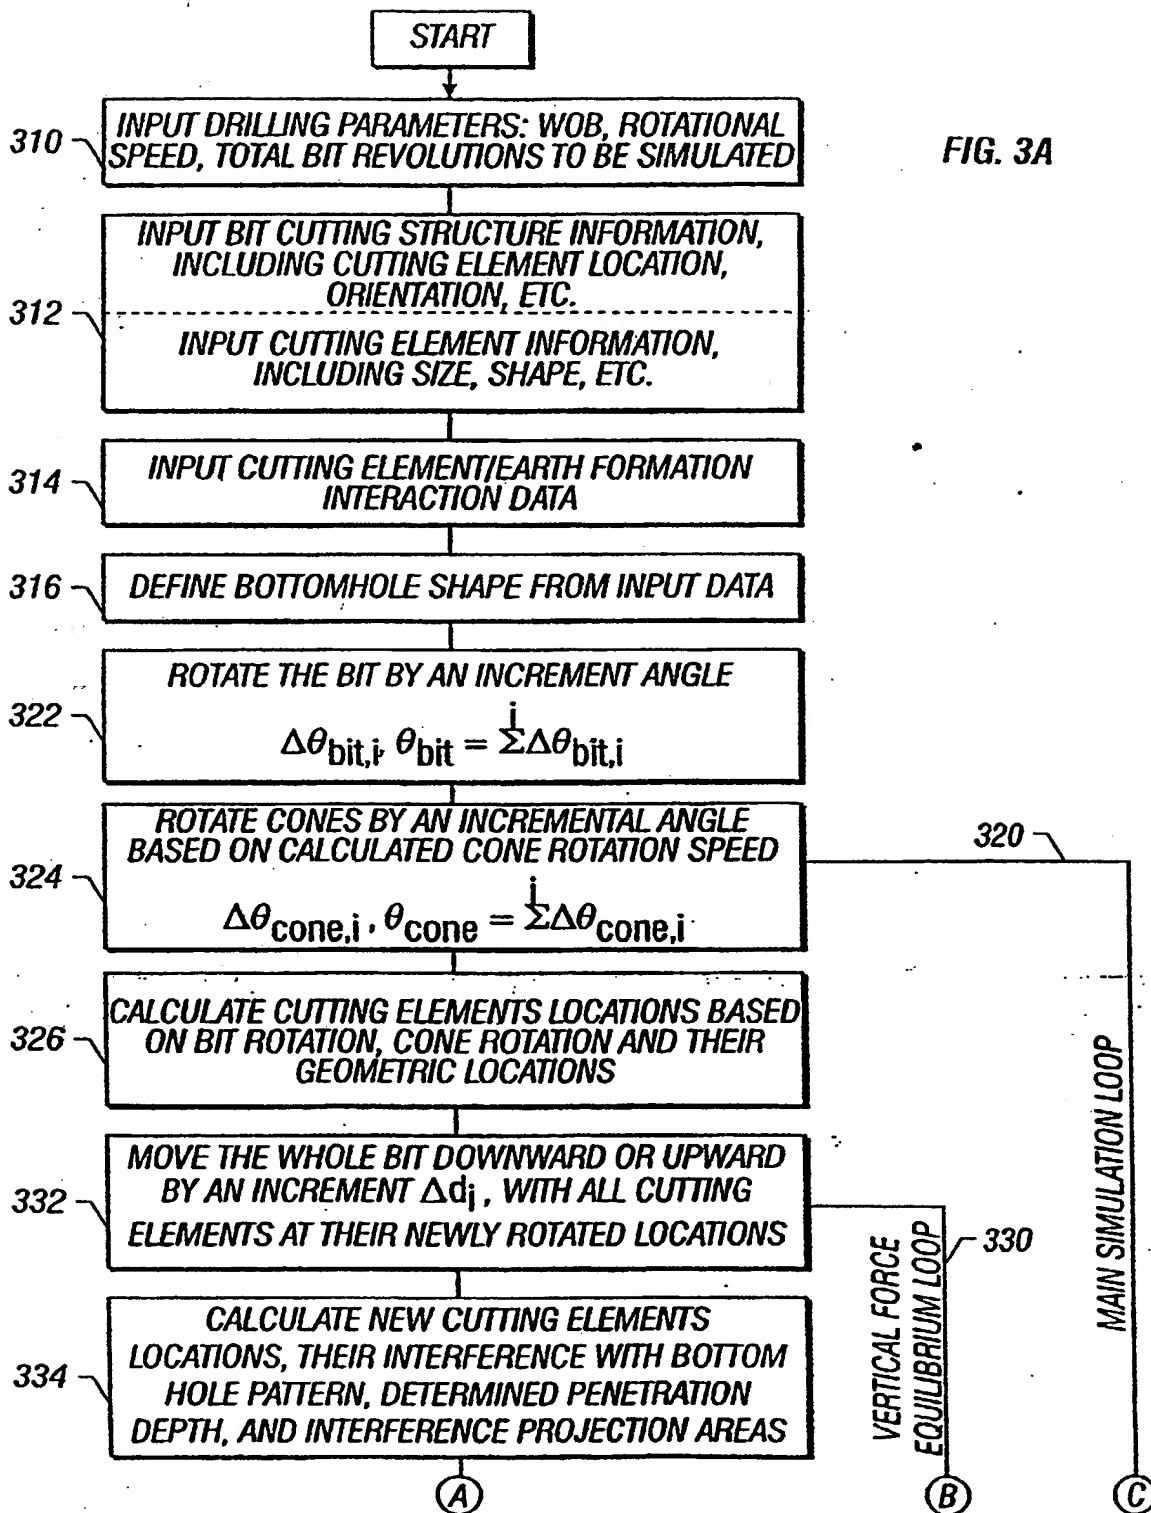 START
310
INPUT DRILLING PARAMETERS: WOB, ROTATIONAL
SPEED, TOTAL BIT REVOLUTIONS TO BE SIMULATED
FIG. 3A
312
INPUT BIT CUTTING STRUCTURE INFORMATION,
INCLUDING CUTTING ELEMENT LOCATION,
ORIENTATION, ETC.
INPUT CUTTING ELEMENT INFORMATION,
INCLUDING SIZE, SHAPE, ETC.
314
INPUT CUTTING ELEMENT/EARTH FORMATION
INTERACTION DATA
316
DEFINE BOTTOMHOLE SHAPE FROM INPUT DATA
322
ROTATE THE BIT BY AN INCREMENT ANGLE
Δθbit,i, θbit = i Σ Δθbit,i
324
ROTATE CONES BY AN INCREMENTAL ANGLE
BASED ON CALCULATED CONE ROTATION SPEED
Δθcone,i, θcone = i Σ Δθcone,i
320
326
CALCULATE CUTTING ELEMENTS LOCATIONS BASED
ON BIT ROTATION, CONE ROTATION AND THEIR
GEOMETRIC LOCATIONS
332
MOVE THE WHOLE BIT DOWNWARD OR UPWARD
BY AN INCREMENT Δdi, WITH ALL CUTTING
ELEMENTS AT THEIR NEWLY ROTATED LOCATIONS
330
334
CALCULATE NEW CUTTING ELEMENTS
LOCATIONS, THEIR INTERFERENCE WITH BOTTOM
HOLE PATTERN, DETERMINED PENETRATION
DEPTH, AND INTERFERENCE PROJECTION AREAS
VERTICAL FORCE
EQUILIBRIUM LOOP
MAIN SIMULATION LOOP
A
B
C